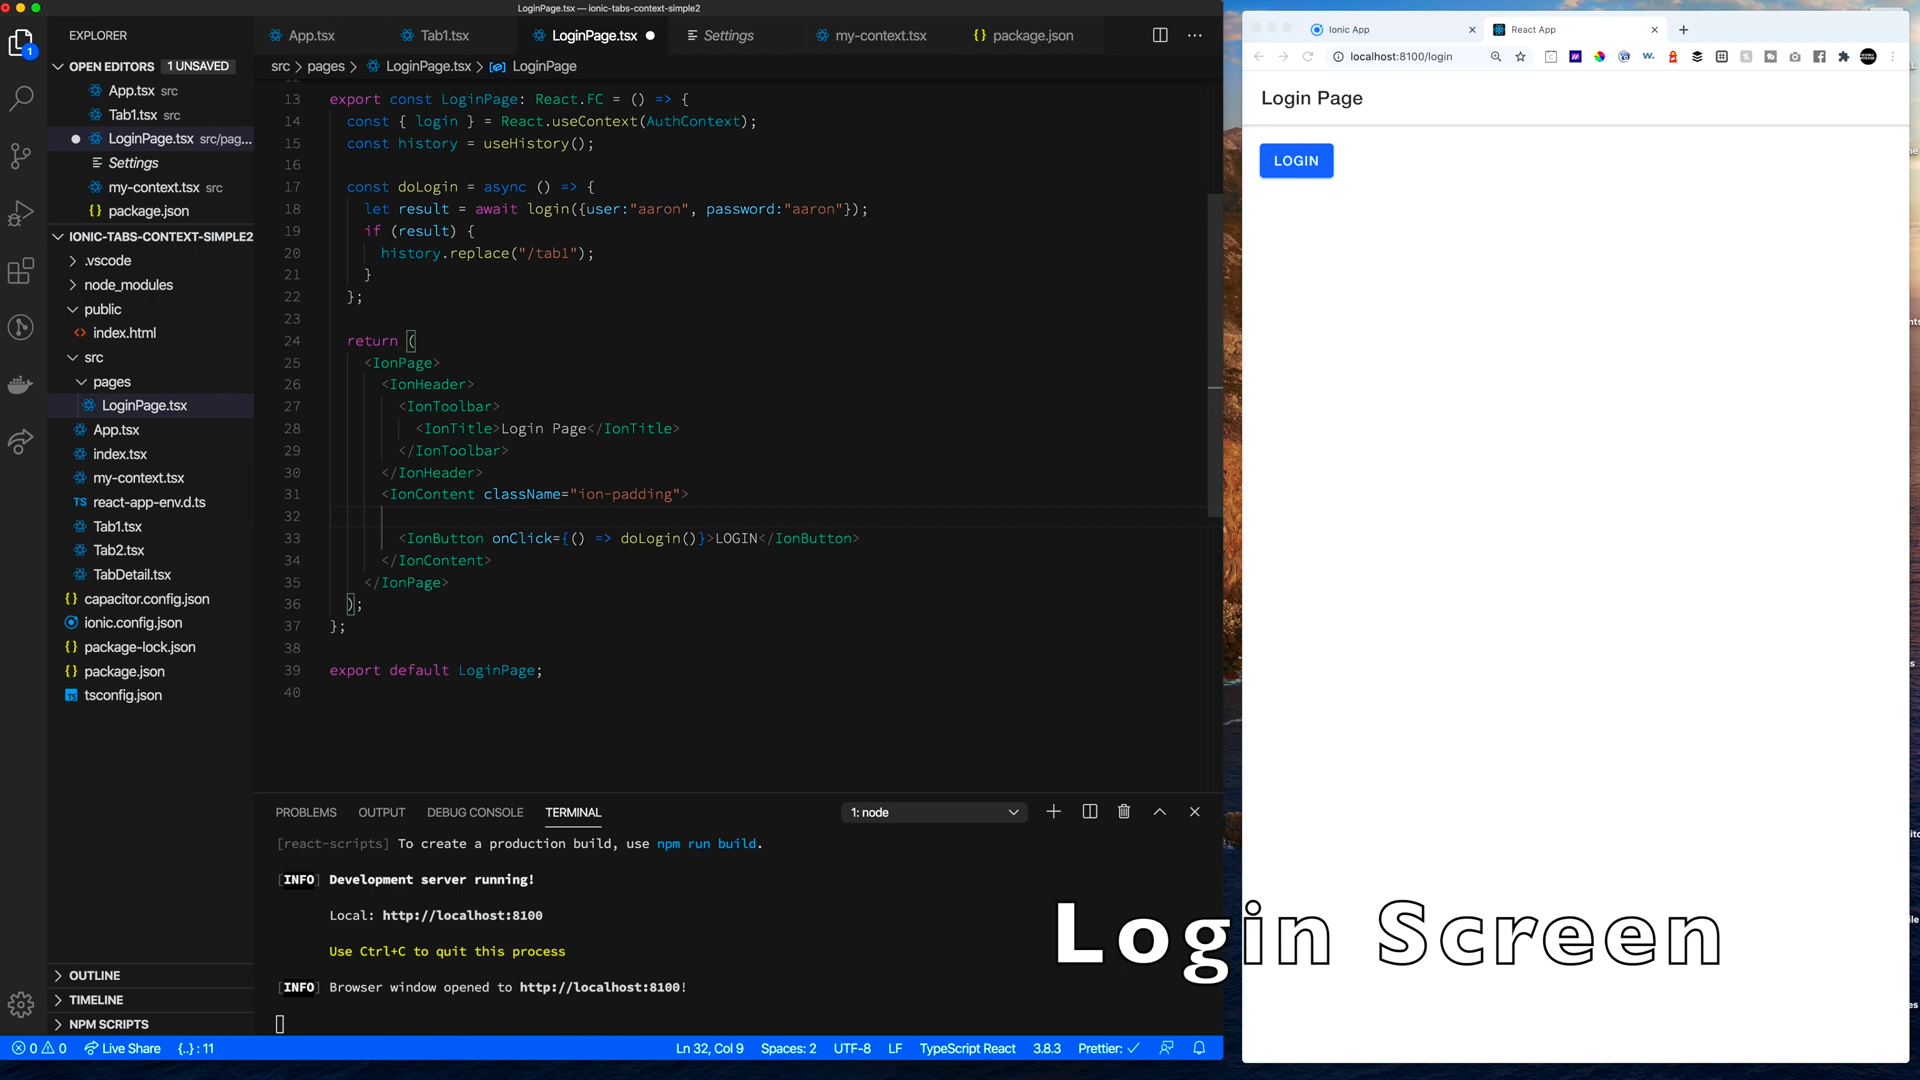 LoginPage.tsx — ionic-tabs-context-simple2
EXPLORER
OPEN EDITORS 1 UNSAVED
App.tsx src
Tab1.tsx src
LoginPage.tsx src/pag...
Settings
my-context.tsx src
package.json
IONIC-TABS-CONTEXT-SIMPLE2
.vscode
node_modules
public
index.html
src
pages
LoginPage.tsx
App.tsx
index.tsx
my-context.tsx
TS react-app-env.d.ts
Tab1.tsx
Tab2.tsx
TabDetail.tsx
capacitor.config.json
ionic.config.json
package-lock.json
package.json
tsconfig.json
OUTLINE
TIMELINE
NPM SCRIPTS
App.tsx Tab1.tsx LoginPage.tsx Settings my-context.tsx package.json
src > pages > LoginPage.tsx > LoginPage
13 export const LoginPage: React.FC = () => {
14 const { login } = React.useContext(AuthContext);
15 const history = useHistory();
16
17 const doLogin = async () => {
18 let result = await login({user:"aaron", password:"aaron"});
19 if (result) {
20 history.replace("/tab1");
21 }
22 };
23
24 return (
25 <IonPage>
26 <IonHeader>
27 <IonToolbar>
28 <IonTitle>Login Page</IonTitle>
29 </IonToolbar>
30 </IonHeader>
31 <IonContent className="ion-padding">
32
33 <IonButton onClick={() => doLogin()}>LOGIN</IonButton>
34 </IonContent>
35 </IonPage>
36 );
37 };
38
39 export default LoginPage;
40
PROBLEMS OUTPUT DEBUG CONSOLE TERMINAL 1: node
[react-scripts] To create a production build, use npm run build.
[INFO] Development server running!
Local: http://localhost:8100
Use Ctrl+C to quit this process
[INFO] Browser window opened to http://localhost:8100!
0 0 Live Share {..} : 11 Ln 32, Col 9 Spaces: 2 UTF-8 LF TypeScript React 3.8.3 Prettier: ✓
Ionic App React App
localhost:8100/login
Login Page
LOGIN
Login Screen